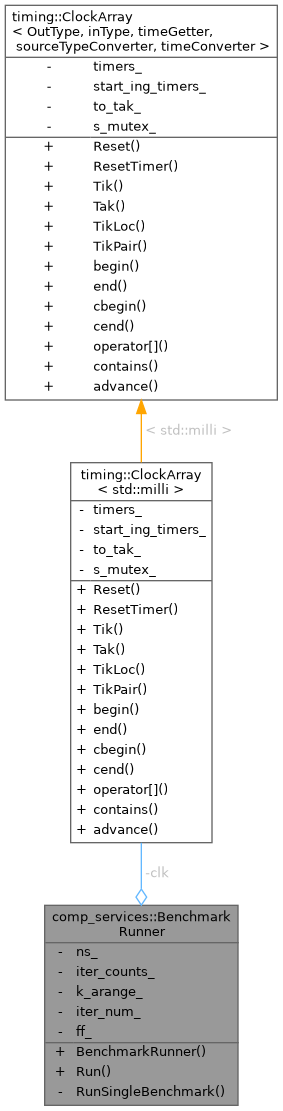 timing::ClockArray
< OutType, inType, timeGetter,
sourceTypeConverter, timeConverter >
- timers_
- start_ing_timers_
- to_tak_
- s_mutex_
+ Reset()
+ ResetTimer()
+ Tik()
+ Tak()
+ TikLoc()
+ TikPair()
+ begin()
+ end()
+ cbegin()
+ cend()
+ operator[]()
+ contains()
+ advance()
< std::milli >
timing::ClockArray
< std::milli >
- timers_
- start_ing_timers_
- to_tak_
- s_mutex_
+ Reset()
+ ResetTimer()
+ Tik()
+ Tak()
+ TikLoc()
+ TikPair()
+ begin()
+ end()
+ cbegin()
+ cend()
+ operator[]()
+ contains()
+ advance()
-clk
comp_services::Benchmark
Runner
- ns_
- iter_counts_
- k_arange_
- iter_num_
- ff_
+ BenchmarkRunner()
+ Run()
- RunSingleBenchmark()